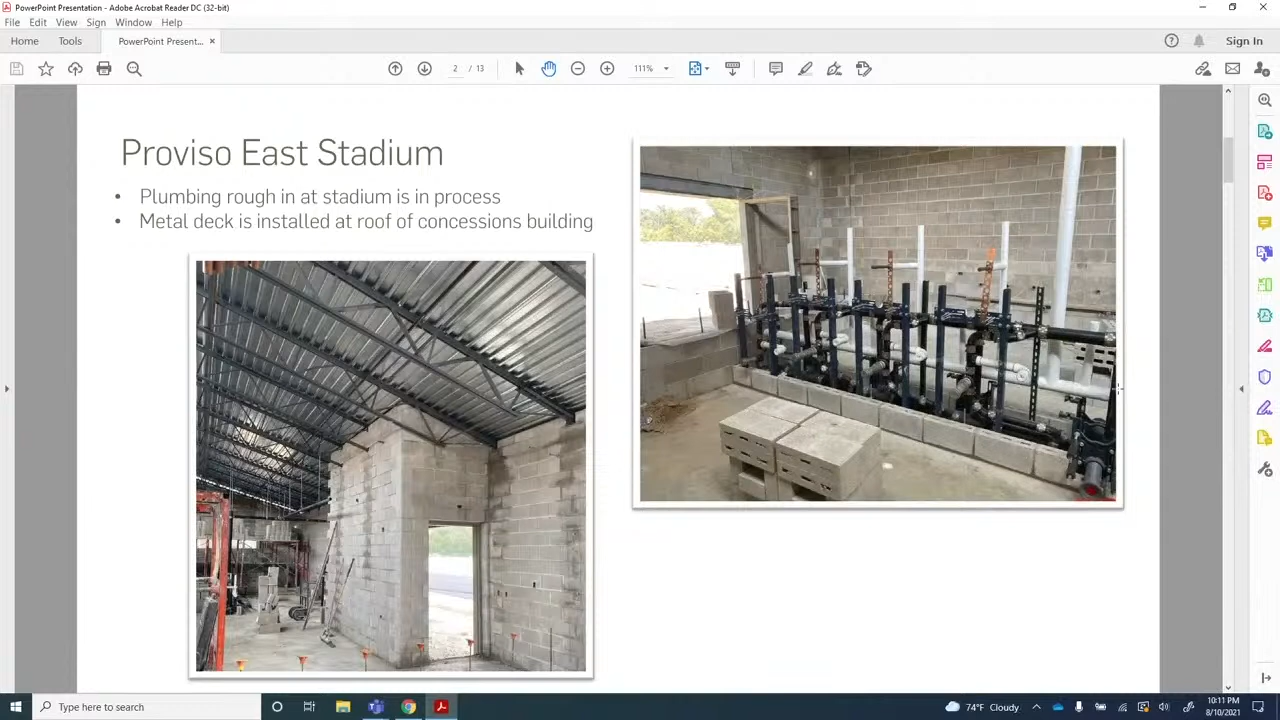 PowerPoint Presentation - Adobe Acrobat Reader DC (32-bit)
File Edit View Sign Window Help
Home Tools PowerPoint Present... × Sign In
2 / 13 111%
Proviso East Stadium
• Plumbing rough in at stadium is in process
• Metal deck is installed at roof of concessions building
Type here to search
74°F Cloudy
10:11 PM
8/10/2021